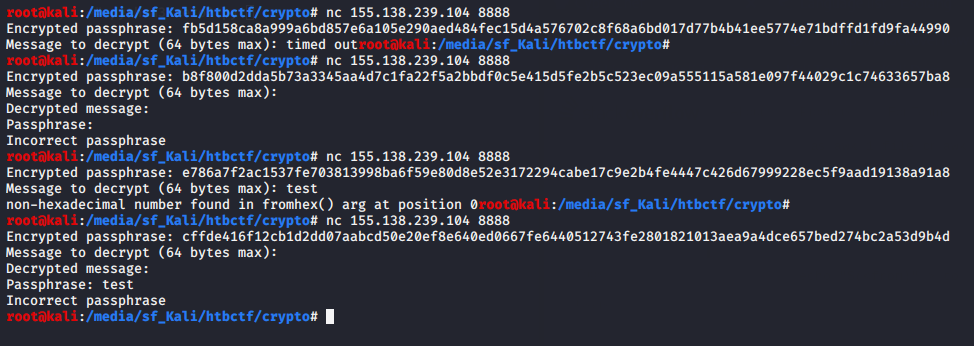 root@kali:/media/sf_Kali/htbctf/crypto# nc 155.138.239.104 8888
Encrypted passphrase: fb5d158ca8a999a6bd857e6a105e290aed484fec15d4a576702c8f68a6bd017d77b4b41ee5774e71bdffd1fd9fa44990
Message to decrypt (64 bytes max): timed outroot@kali:/media/sf_Kali/htbctf/crypto#
root@kali:/media/sf_Kali/htbctf/crypto# nc 155.138.239.104 8888
Encrypted passphrase: b8f800d2dda5b73a3345aa4d7c1fa22f5a2bbdf0c5e415d5fe2b5c523ec09a555115a581e097f44029c1c74633657ba8
Message to decrypt (64 bytes max):
Decrypted message:
Passphrase:
Incorrect passphrase
root@kali:/media/sf_Kali/htbctf/crypto# nc 155.138.239.104 8888
Encrypted passphrase: e786a7f2ac1537fe703813998ba6f59e80d8e52e3172294cabe17c9e2b4fe4447c426d67999228ec5f9aad19138a91a8
Message to decrypt (64 bytes max): test
non-hexadecimal number found in fromhex() arg at position 0root@kali:/media/sf_Kali/htbctf/crypto#
root@kali:/media/sf_Kali/htbctf/crypto# nc 155.138.239.104 8888
Encrypted passphrase: cffde416f12cb1d2dd07aabcd50e20ef8e640ed0667fe6440512743fe2801821013aea9a4dce657bed274bc2a53d9b4d
Message to decrypt (64 bytes max):
Decrypted message:
Passphrase: test
Incorrect passphrase
root@kali:/media/sf_Kali/htbctf/crypto#